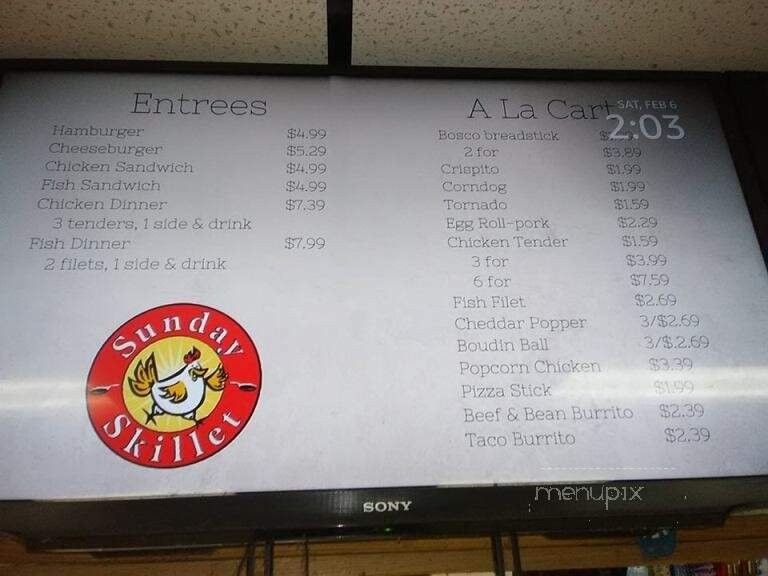 Entrees
Hamburger $4.99
Cheeseburger $5.29
Chicken Sandwich $4.99
Fish Sandwich $4.99
Chicken Dinner $7.39
3 tenders, 1 side & drink
Fish Dinner $7.99
2 filets, 1 side & drink
Sunday
Skillet
A La Cart
SAT, FEB 6
2:03
Bosco breadstick
2 for $3.89
Crispito $1.99
Corndog $1.99
Tornado $1.59
Egg Roll-pork $2.29
Chicken Tender $1.59
3 for $3.99
6 for $7.59
Fish Filet $2.69
Cheddar Popper 3/$2.69
Boudin Ball 3/$.2.69
Popcorn Chicken $3.39
Pizza Stick $1.99
Beef & Bean Burrito $2.39
Taco Burrito $2.39
SONY
menupix